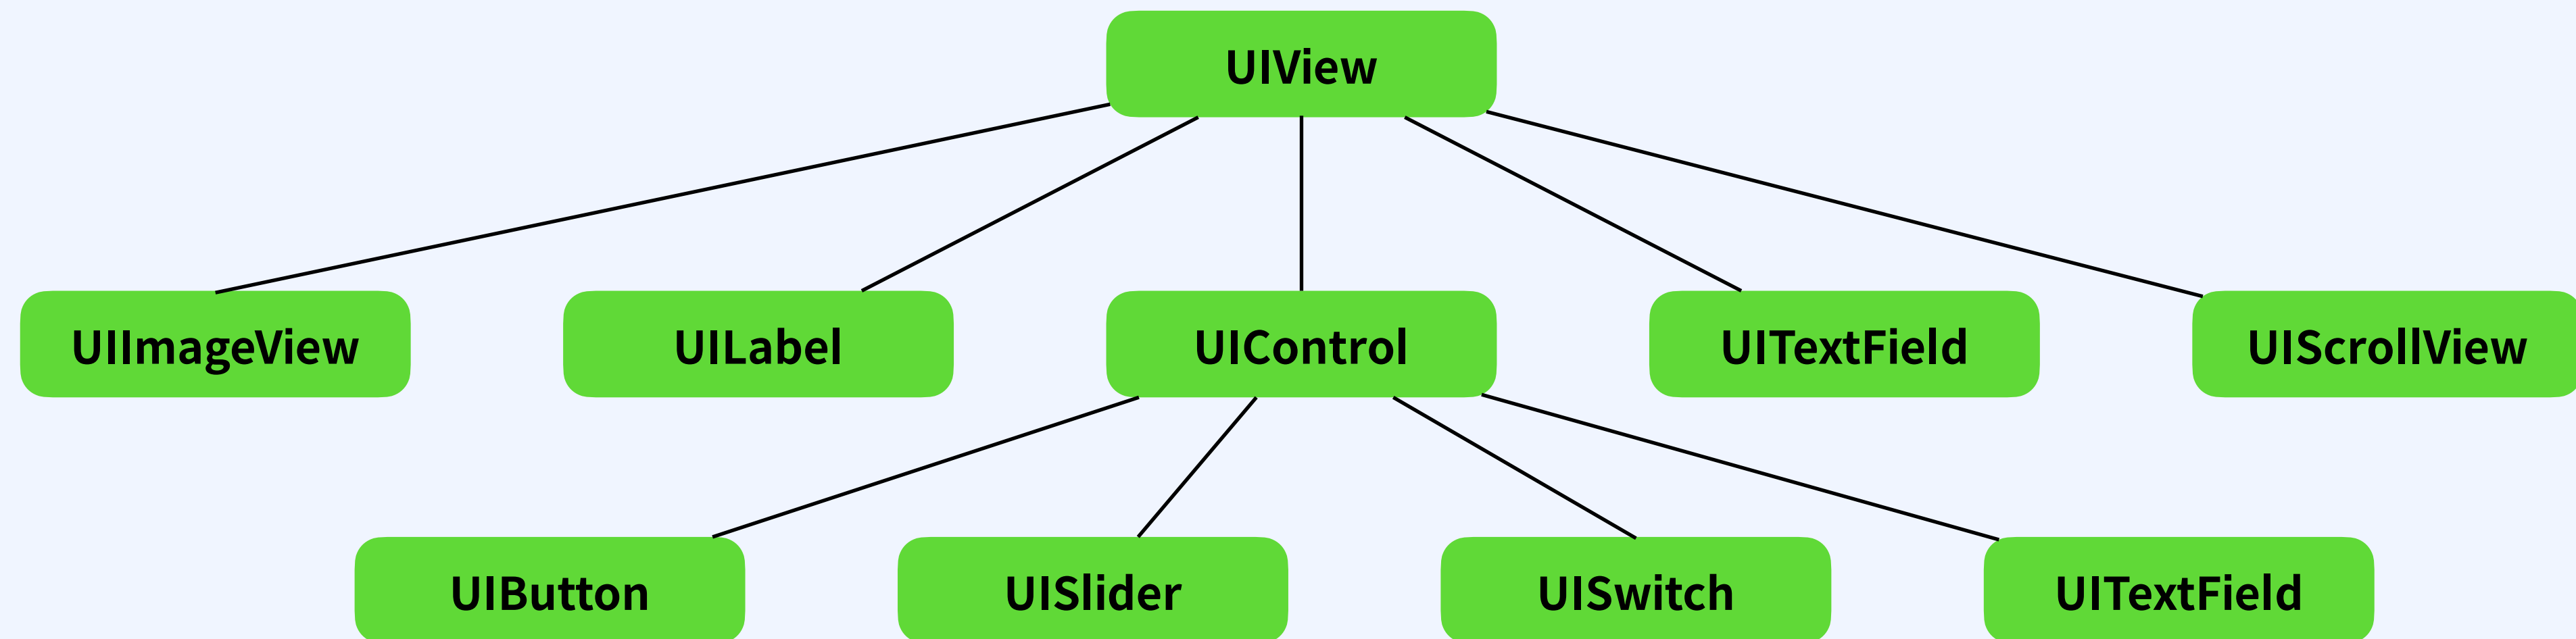 UIView
UIImageView
UILabel
UIControl
UITextField
UIScrollView
UIButton
UISlider
UISwitch
UITextField